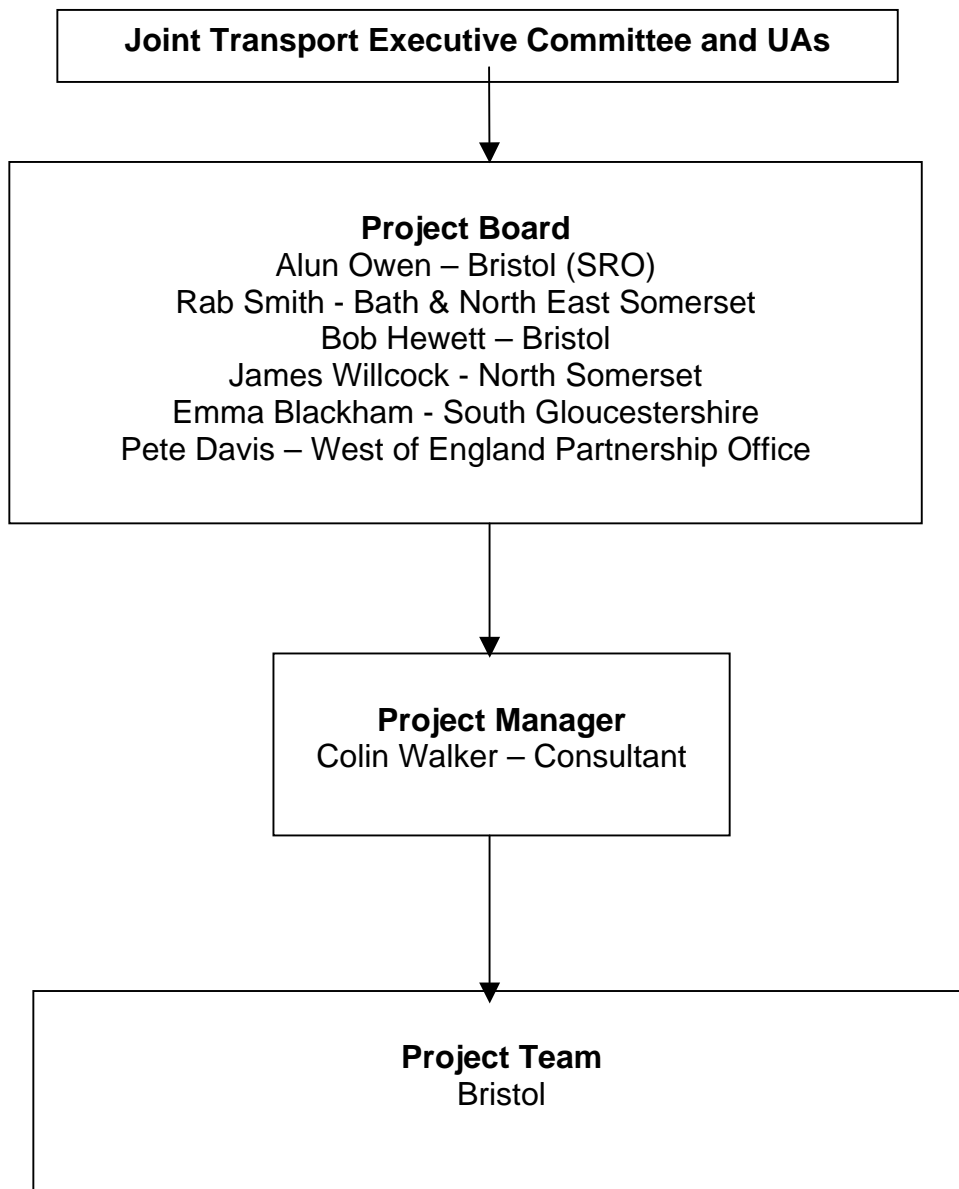 Joint Transport Executive Committee and UAs
Project Board
Alun Owen – Bristol (SRO)
Rab Smith - Bath & North East Somerset
Bob Hewett – Bristol
James Willcock - North Somerset
Emma Blackham - South Gloucestershire
Pete Davis – West of England Partnership Office
Project Manager
Colin Walker – Consultant
Project Team
Bristol